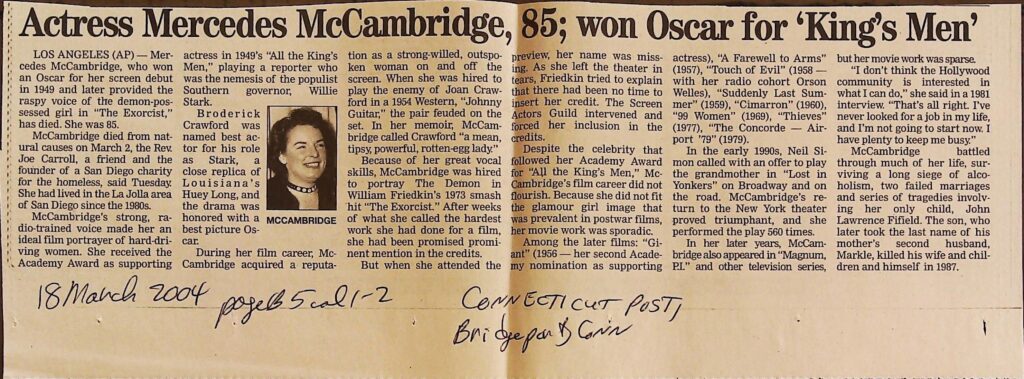 Actress Mercedes McCambridge, 85; won Oscar for ‘King’s Men’
LOS ANGELES (AP) — Mer-
cedes McCambridge, who won
an Oscar for her screen debut
in 1949 and later provided the
raspy voice of the demon-pos-
sessed girl in “The Exorcist,”
has died. She was 85.
McCambridge died from nat-
ural causes on March 2, the Rev.
Joe Carroll, a friend and the
founder of a San Diego charity
for the homeless, said Tuesday.
She had lived in the La Jolla area
of San Diego since the 1980s.
McCambridge’s strong, ra-
dio-trained voice made her an
ideal film portrayer of hard-dri-
ving women. She received the
Academy Award as supporting
actress in 1949’s “All the King’s
Men,” playing a reporter who
was the nemesis of the populist
Southern governor, Willie
Stark.
Broderick
Crawford was
named best ac-
tor for his role
as Stark, a
close replica of
Louisiana’s
Huey Long, and
the drama was
honored with a
best picture Os-
car.
MCCAMBRIDGE
During her film career, Mc-
Cambridge acquired a reputa-
tion as a strong-willed, outspo-
ken woman on and off the
screen. When she was hired to
play the enemy of Joan Craw-
ford in a 1954 Western, “Johnny
Guitar,” the pair feuded on the
set. In her memoir, McCam-
bridge called Crawford “a mean,
tipsy, powerful, rotten-egg lady.”
Because of her great vocal
skills, McCambridge was hired
to portray The Demon in
William Friedkin’s 1973 smash
hit “The Exorcist.” After weeks
of what she called the hardest
work she had done for a film,
she had been promised promi-
nent mention in the credits.
But when she attended the
preview, her name was miss-
ing. As she left the theater in
tears, Friedkin tried to explain
that there had been no time to
insert her credit. The Screen
Actors Guild intervened and
forced her inclusion in the
credits.
Despite the celebrity that
followed her Academy Award
for “All the King’s Men,” Mc-
Cambridge’s film career did not
flourish. Because she did not fit
the glamour girl image that
was prevalent in postwar films,
her movie work was sporadic.
Among the later films: “Gi-
ant” (1956 — her second Acade-
my nomination as supporting
actress), “A Farewell to Arms”
(1957), “Touch of Evil” (1958 —
with her radio cohort Orson
Welles), “Suddenly Last Sum-
mer” (1959), “Cimarron” (1960),
“99 Women” (1969), “Thieves”
(1977), “The Concorde — Air-
port ’79” (1979).
In the early 1990s, Neil Si-
mon called with an offer to play
the grandmother in “Lost in
Yonkers” on Broadway and on
the road. McCambridge’s re-
turn to the New York theater
proved triumphant, and she
performed the play 560 times.
In her later years, McCam-
bridge also appeared in “Magnum,
P.I.” and other television series,
but her movie work was sparse.
“I don’t think the Hollywood
community is interested in
what I can do,” she said in a 1981
interview. “That’s all right. I’ve
never looked for a job in my life,
and I’m not going to start now. I
have plenty to keep me busy.”
McCambridge battled
through much of her life, sur-
viving a long siege of alco-
holism, two failed marriages
and a series of tragedies involv-
ing her only child, John
Lawrence Fifield. The son, who
later took the last name of his
mother’s second husband,
Markle, killed his wife and chil-
dren and himself in 1987.
18 March 2004 page B5 col 1-2
CONNECTICUT POST,
Bridgeport, Conn
1